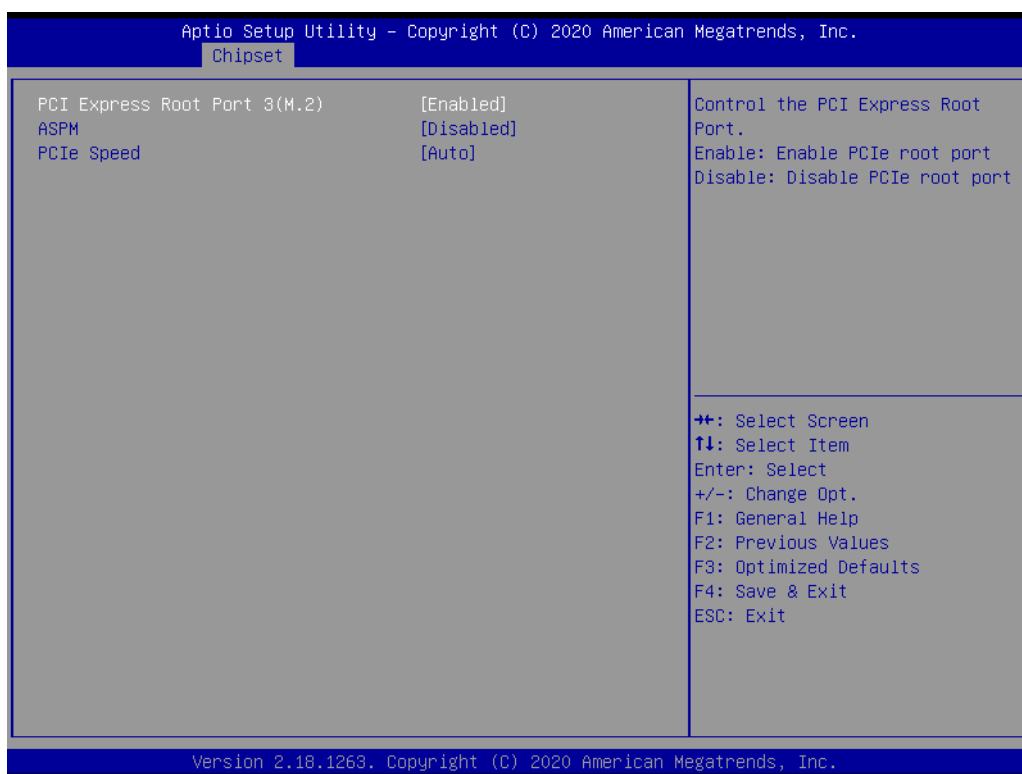 Aptio Setup Utility – Copyright (C) 2020 American Megatrends, Inc.
Chipset
PCI Express Root Port 3(M.2) [Enabled]
ASPM [Disabled]
PCIe Speed [Auto]
Control the PCI Express Root
Port.
Enable: Enable PCIe root port
Disable: Disable PCIe root port
→←: Select Screen
↑↓: Select Item
Enter: Select
+/-: Change Opt.
F1: General Help
F2: Previous Values
F3: Optimized Defaults
F4: Save & Exit
ESC: Exit
Version 2.18.1263. Copyright (C) 2020 American Megatrends, Inc.